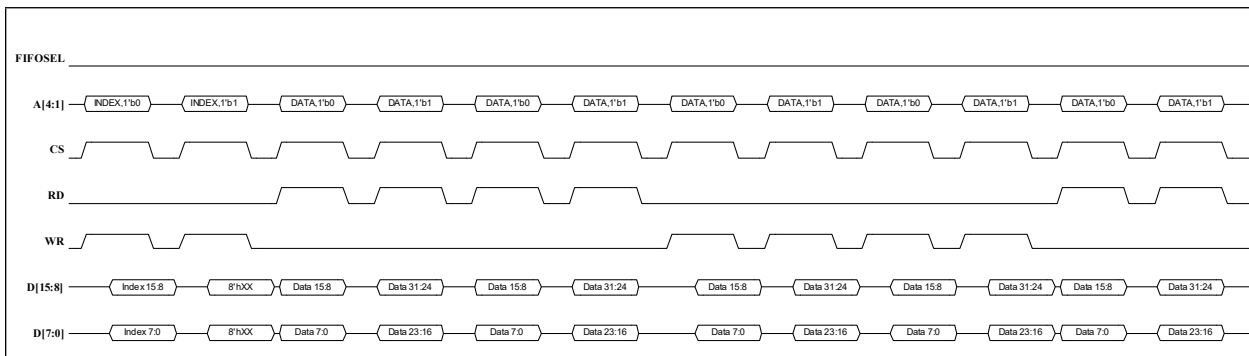 FIFOSEL
A[4:1] INDEX,1'b0 INDEX,1'b1 DATA,1'b0 DATA,1'b1 DATA,1'b0 DATA,1'b1 DATA,1'b0 DATA,1'b1 DATA,1'b0 DATA,1'b1 DATA,1'b0 DATA,1'b1
CS
RD
WR
D[15:8] Index 15:8 8'hXX Data 15:8 Data 31:24 Data 15:8 Data 31:24 Data 15:8 Data 31:24 Data 15:8 Data 31:24 Data 15:8 Data 31:24
D[7:0] Index 7:0 8'hXX Data 7:0 Data 23:16 Data 7:0 Data 23:16 Data 7:0 Data 23:16 Data 7:0 Data 23:16 Data 7:0 Data 23:16